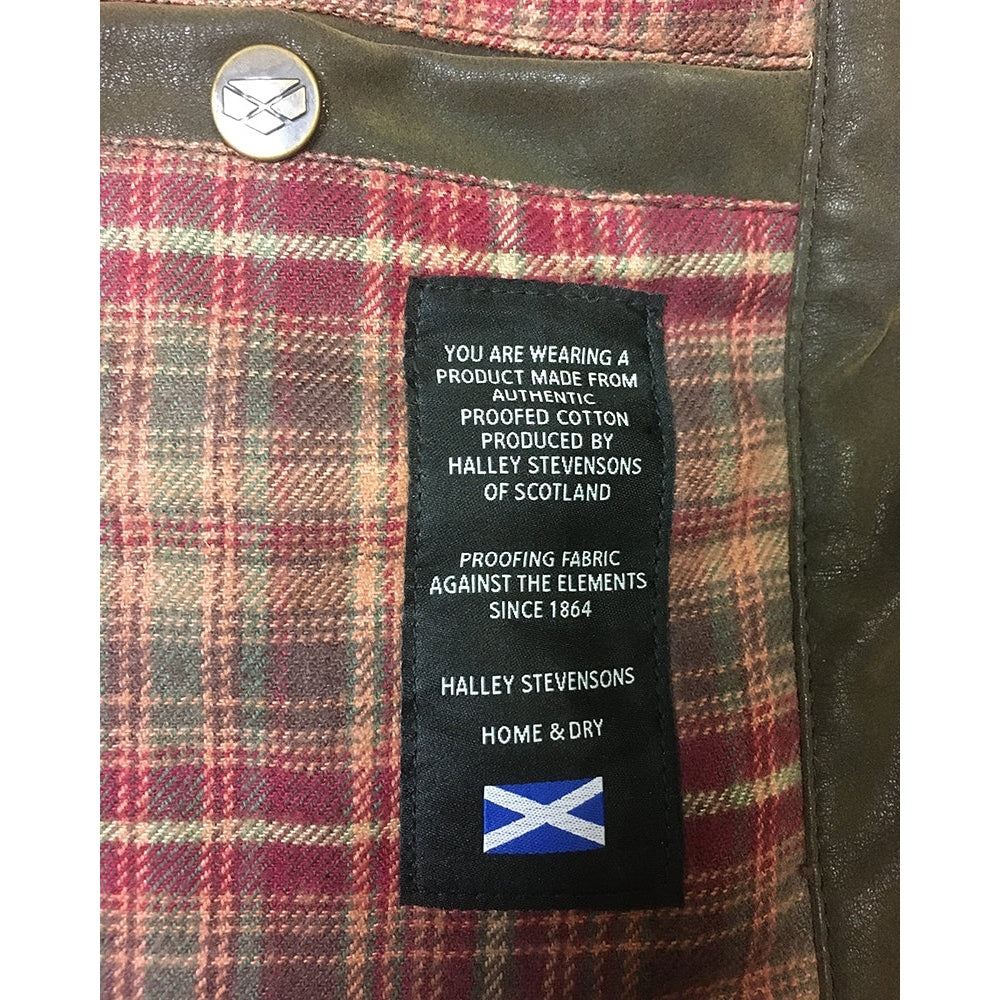 YOU ARE WEARING A
PRODUCT MADE FROM
AUTHENTIC
PROOFED COTTON
PRODUCED BY
HALLEY STEVENSONS
OF SCOTLAND
PROOFING FABRIC
AGAINST THE ELEMENTS
SINCE 1864
HALLEY STEVENSONS
HOME & DRY